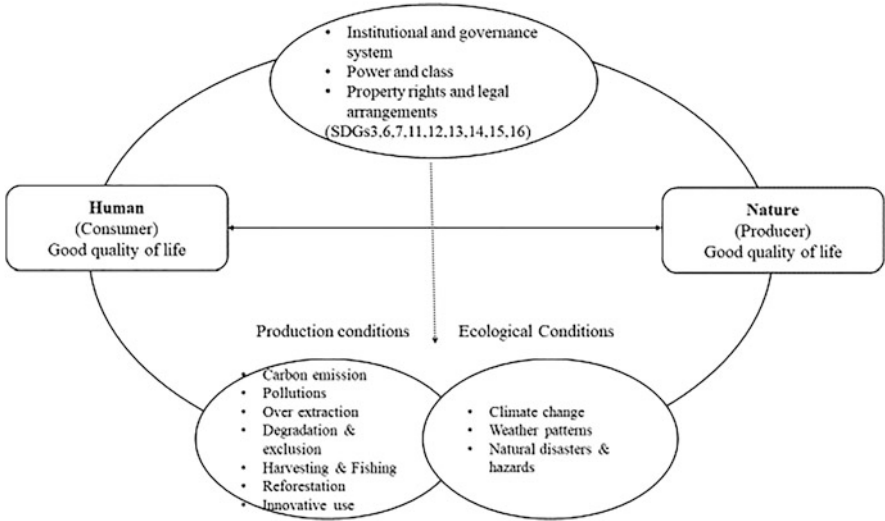 • Institutional and governance
system
• Power and class
• Property rights and legal
arrangements
(SDGs3,6,7,11,12,13,14,15,16)
Human
(Consumer)
Good quality of life
Nature
(Producer)
Good quality of life
Production conditions
Ecological Conditions
• Carbon emission
• Pollutions
• Over extraction
• Degradation &
exclusion
• Harvesting & Fishing
• Reforestation
• Innovative use
• Climate change
• Weather patterns
• Natural disasters &
hazards